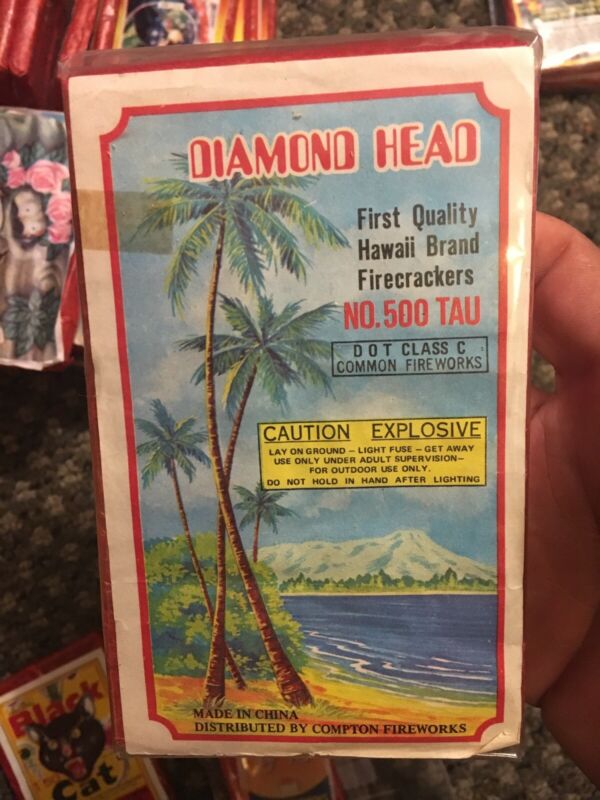 DIAMOND HEAD
First Quality
Hawaii Brand
Firecrackers
NO.500 TAU
DOT CLASS C
COMMON FIREWORKS
CAUTION EXPLOSIVE
LAY ON GROUND – LIGHT FUSE – GET AWAY
USE ONLY UNDER ADULT SUPERVISION–
FOR OUTDOOR USE ONLY.
DO NOT HOLD IN HAND AFTER LIGHTING
MADE IN CHINA
DISTRIBUTED BY COMPTON FIREWORKS
Black
Cat